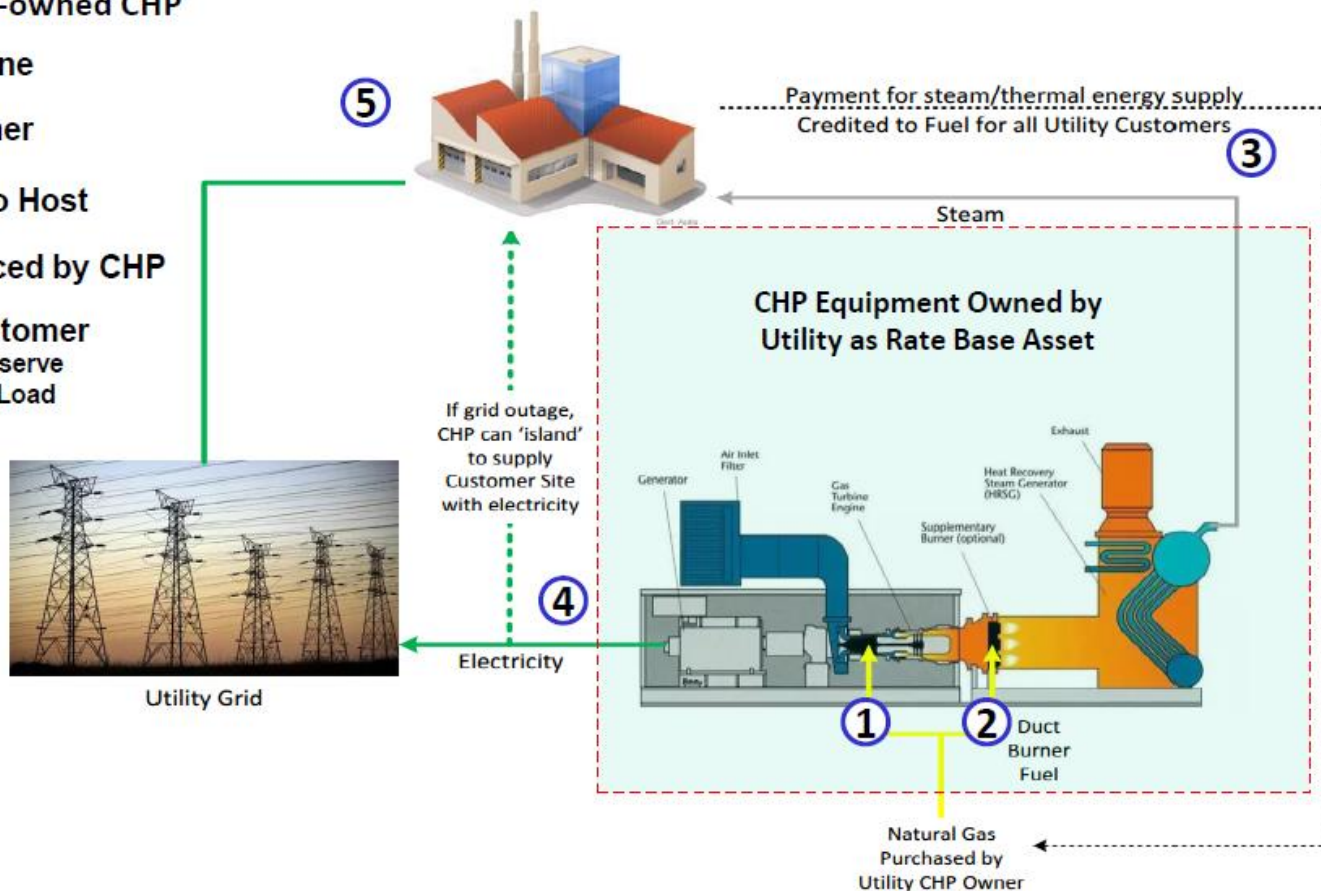 -owned CHP
ne
ner
o Host
ced by CHP
stomer
serve
Load
5
Payment for steam/thermal energy supply
Credited to Fuel for all Utility Customers
3
Steam
CHP Equipment Owned by
Utility as Rate Base Asset
If grid outage,
CHP can 'island'
to supply
Customer Site
with electricity
4
Electricity
Utility Grid
Generator
Air Inlet
Filter
Gas
Turbine
Engine
Supplementary
Burner (optional)
Heat Recovery
Steam Generator
(HRSG)
Exhaust
1
2
Duct
Burner
Fuel
Natural Gas
Purchased by
Utility CHP Owner